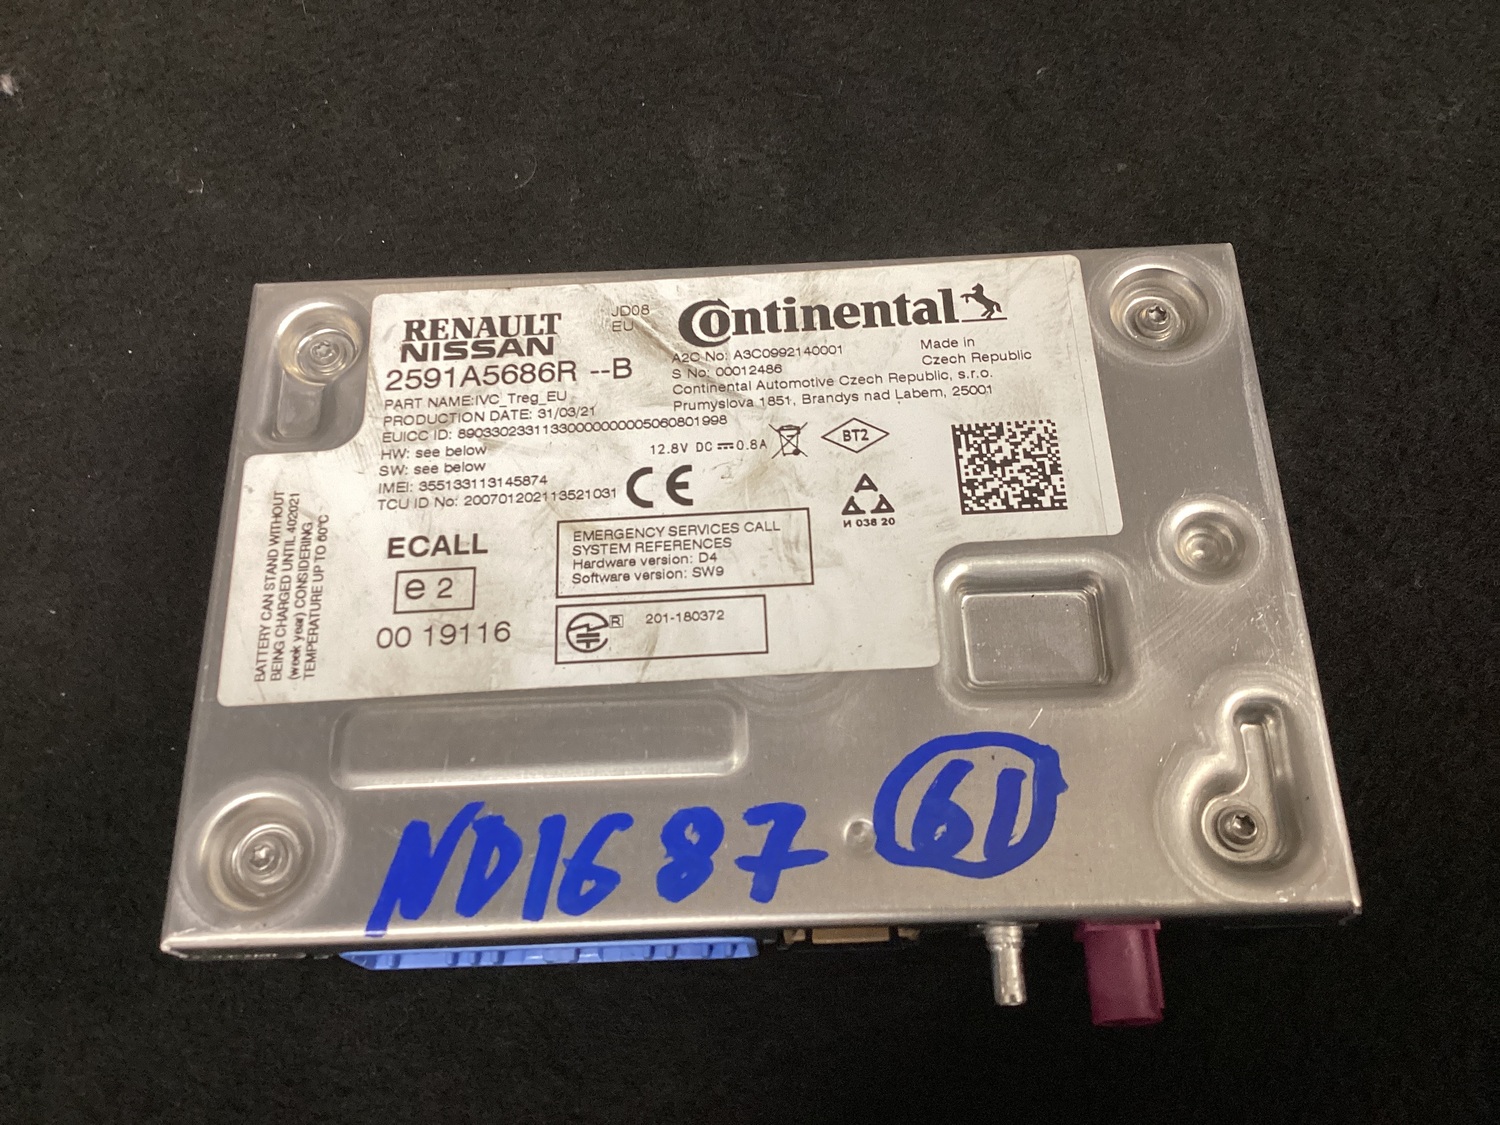 RENAULT
NISSAN
JD08
EU
Continental
2591A5686R --B
PART NAME:IVC_Treg_EU
PRODUCTION DATE: 31/03/21
EUICC ID: 89033023311330000000005060801998
HW: see below
SW: see below
IMEI: 355133113145874
TCU ID No: 200701202113521031
A2C No: A3C0992140001
S No: 00012486
Continental Automotive Czech Republic, s.r.o.
Prumyslova 1851, Brandys nad Labem, 25001
Made in
Czech Republic
12.8V DC 0.8A
BT2
CE
И 038 20
BATTERY CAN STAND WITHOUT
BEING CHARGED UNTIL 402021
(week year) CONSIDERING
TEMPERATURE UP TO 60°C
ECALL
e 2
00 19116
EMERGENCY SERVICES CALL
SYSTEM REFERENCES
Hardware version: D4
Software version: SW9
R 201-180372
ND1687 61